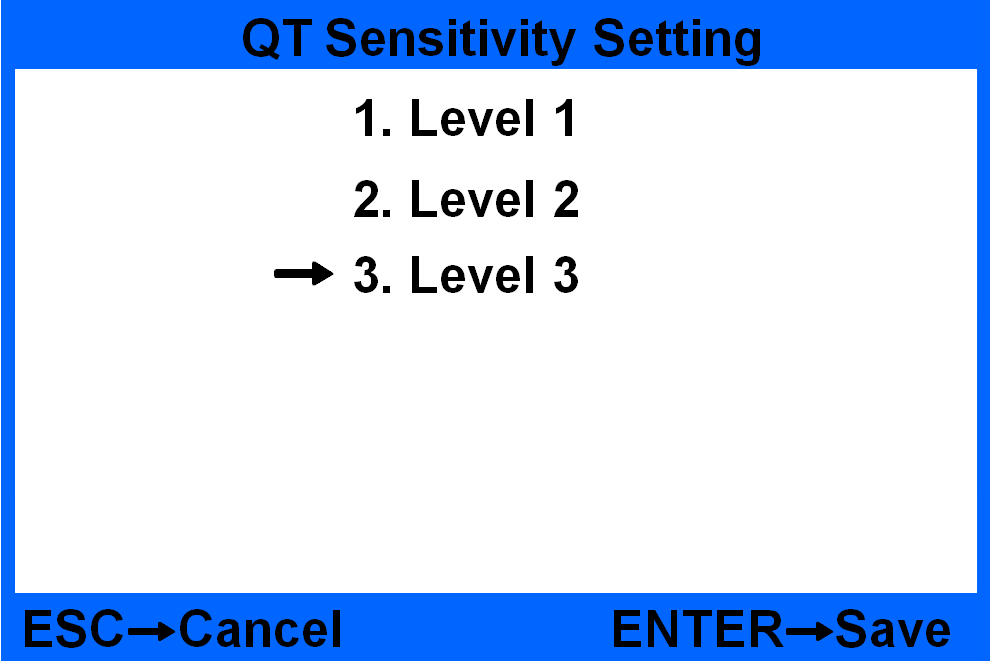 QT Sensitivity Setting
1. Level 1
2. Level 2
→ 3. Level 3
ESC→Cancel
ENTER→Save